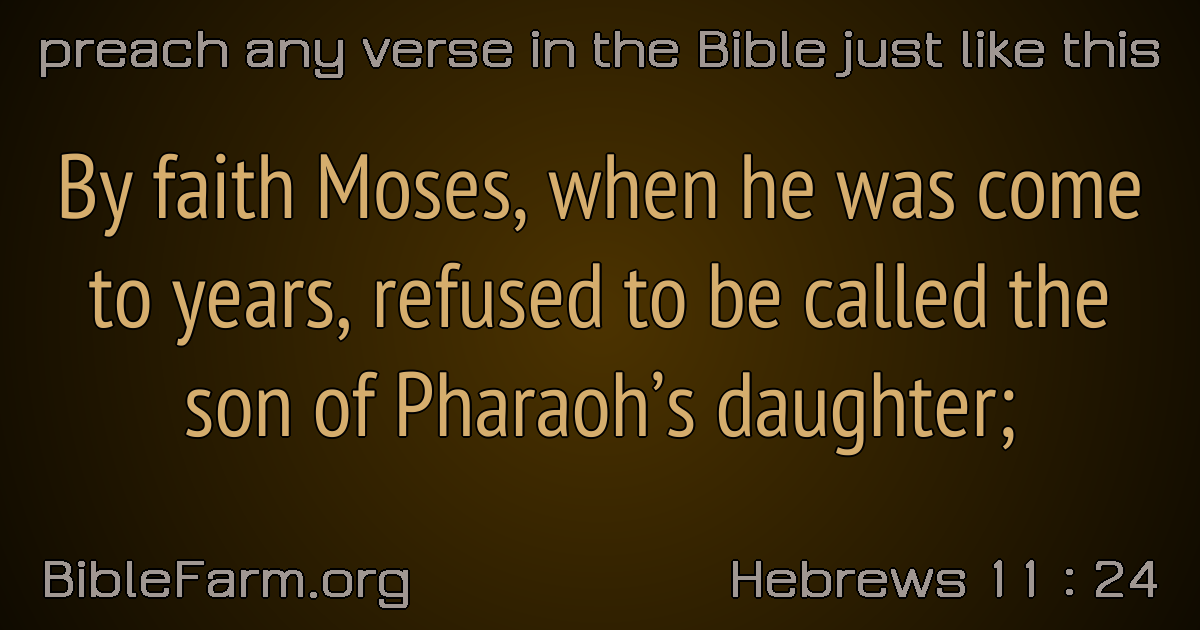 preach any verse in the Bible just like this
By faith Moses, when he was come
to years, refused to be called the
son of Pharaoh’s daughter;
BibleFarm.org
Hebrews 11 : 24